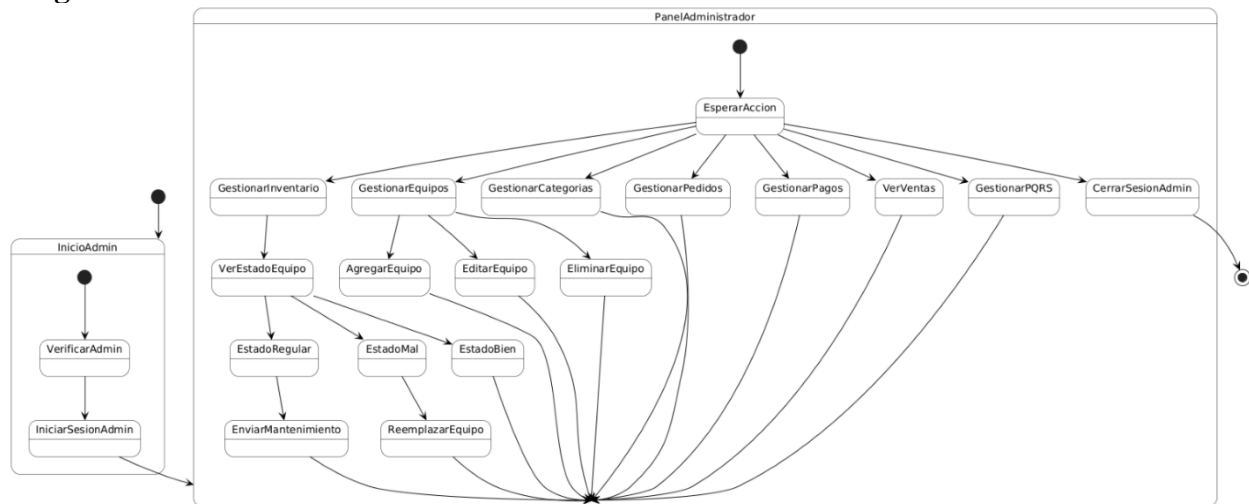 PanelAdministrador
EsperarAccion
GestionarInventario
GestionarEquipos
GestionarCategorias
GestionarPedidos
GestionarPagos
VerVentas
GestionarPQRS
CerrarSesionAdmin
InicioAdmin
VerEstadoEquipo
AgregarEquipo
EditarEquipo
EliminarEquipo
VerificarAdmin
EstadoRegular
EstadoMal
EstadoBien
IniciarSesionAdmin
EnviarMantenimiento
ReemplazarEquipo